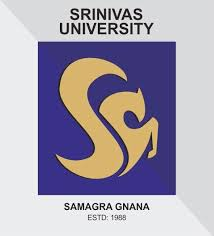 SRINIVAS
UNIVERSITY
SAMAGRA GNANA
ESTD: 1988